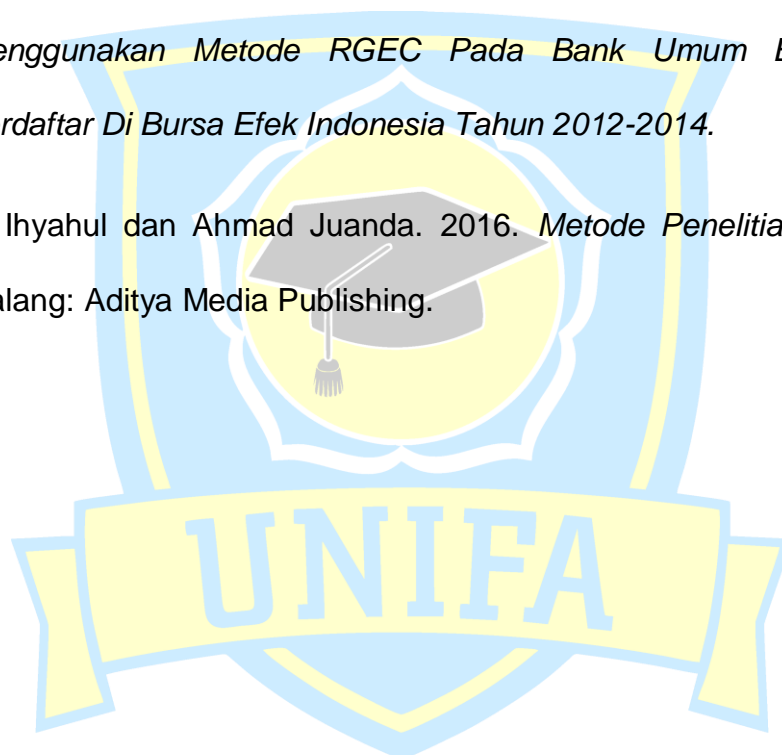 enggunakan Metode RGEC Pada Bank Umum
rdaftar Di Bursa Efek Indonesia Tahun 2012-2014.
Ihyahul dan Ahmad Juanda. 2016. Metode Penelitia
alang: Aditya Media Publishing.
UNIFA